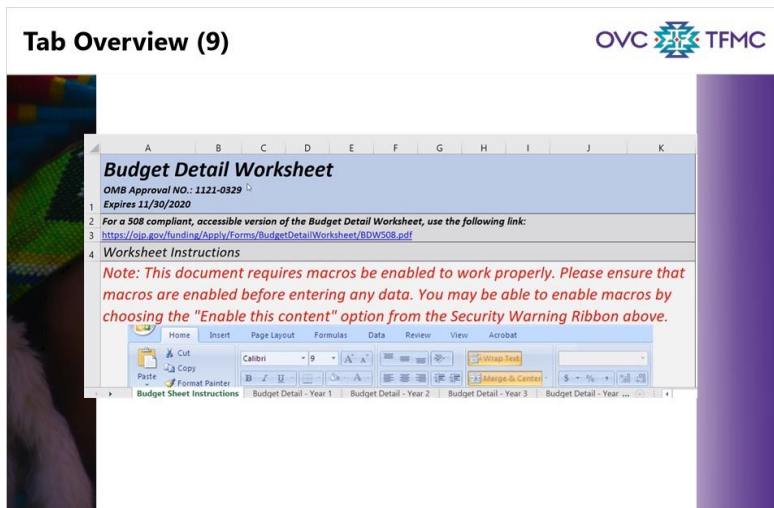 Tab Overview (9)
OVC TFMC
A B C D E F G H I J K
Budget Detail Worksheet
OMB Approval NO.: 1121-0329
1 Expires 11/30/2020
2 For a 508 compliant, accessible version of the Budget Detail Worksheet, use the following link:
3 https://ojp.gov/funding/Apply/Forms/BudgetDetailWorksheet/BDW508.pdf
4 Worksheet Instructions
Note: This document requires macros be enabled to work properly. Please ensure that
macros are enabled before entering any data. You may be able to enable macros by
choosing the "Enable this content" option from the Security Warning Ribbon above.
Home Insert Page Layout Formulas Data Review View Acrobat
Cut
Calibri 9 A A Wrap Text
Copy
Paste
Format Painter B I U A Merge & Center $ % ,
Budget Sheet Instructions Budget Detail - Year 1 Budget Detail - Year 2 Budget Detail - Year 3 Budget Detail - Year ...